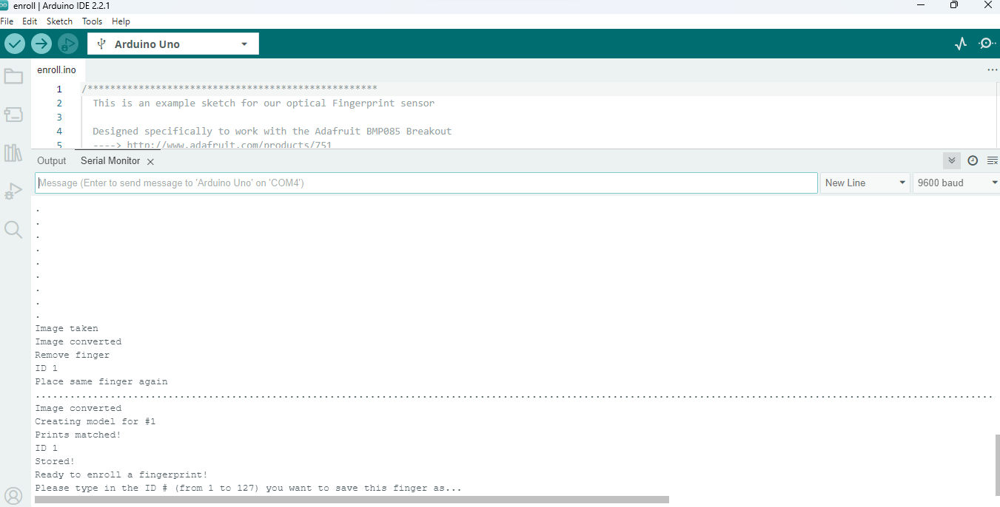 enroll | Arduino IDE 2.2.1
File Edit Sketch Tools Help
Arduino Uno
enroll.ino
1 /***************************************************
2 This is an example sketch for our optical Fingerprint sensor
3
4 Designed specifically to work with the Adafruit BMP085 Breakout
5 ----> http://www.adafruit.com/products/751
Output Serial Monitor
Message (Enter to send message to 'Arduino Uno' on 'COM4')
New Line
9600 baud
.
.
.
.
.
.
.
.
.
Image taken
Image converted
Remove finger
ID 1
Place same finger again
....................................................................................................................................................................
Image converted
Creating model for #1
Prints matched!
ID 1
Stored!
Ready to enroll a fingerprint!
Please type in the ID # (from 1 to 127) you want to save this finger as...